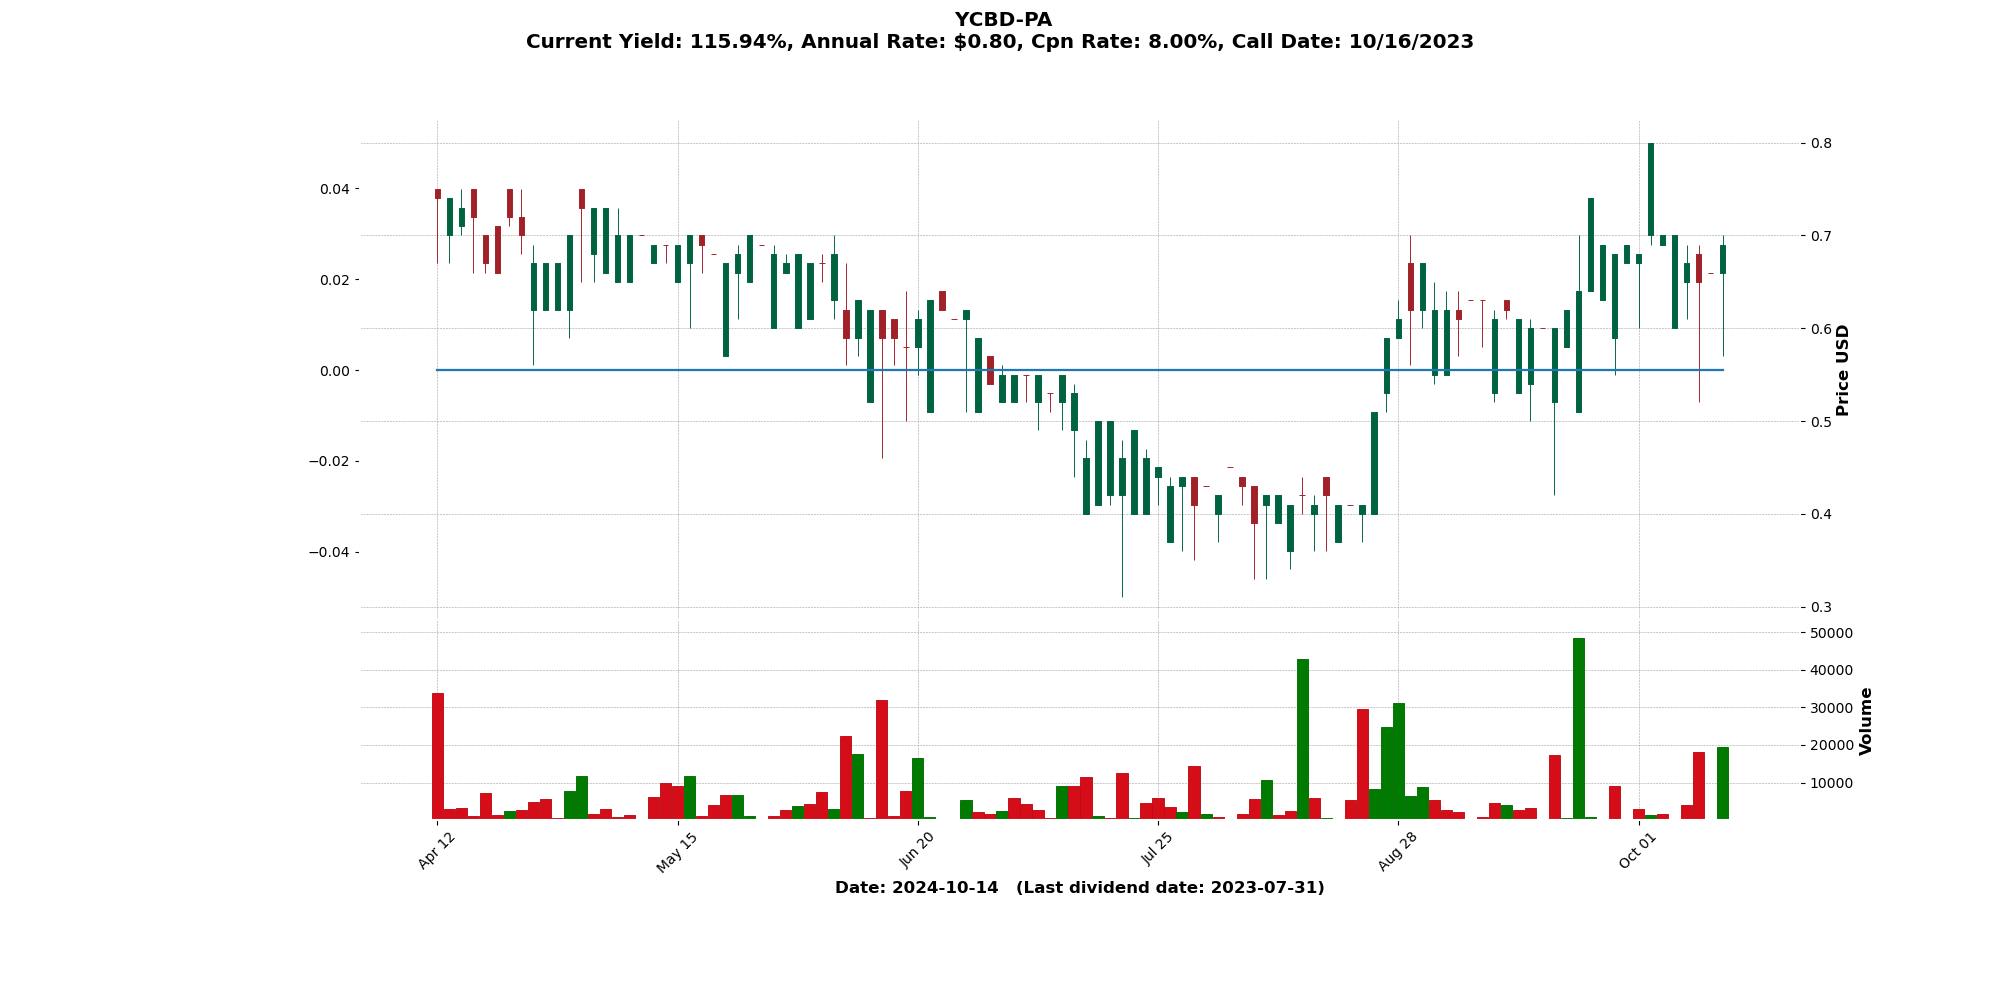 YCBD-PA
Current Yield: 115.94%, Annual Rate: $0.80, Cpn Rate: 8.00%, Call Date: 10/16/2023
0.04
0.02
0.00
−0.02
−0.04
0.8
0.7
0.6
0.5
0.4
0.3
Price USD
50000
40000
30000
20000
10000
Volume
Apr 12
May 15
Jun 20
Jul 25
Aug 28
Oct 01
Date: 2024-10-14   (Last dividend date: 2023-07-31)